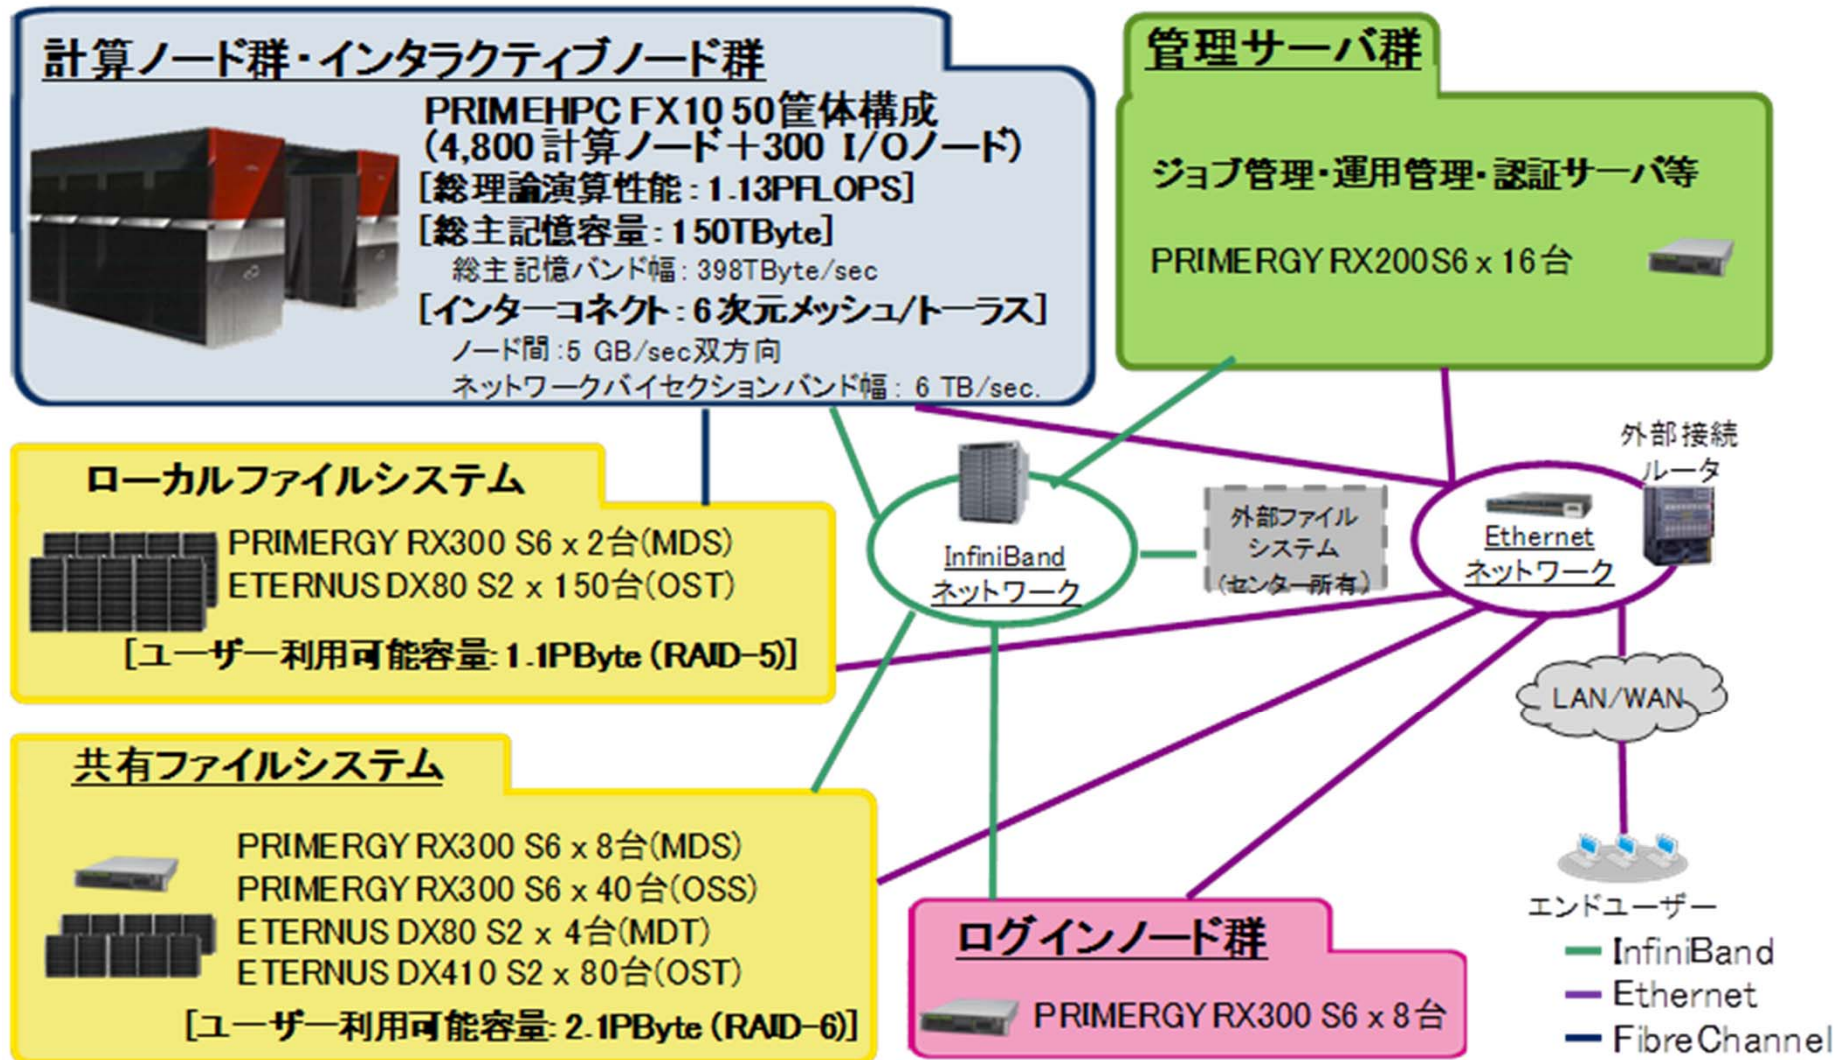 計算ノード群・インタラクティブノード群
PRIMEHPC FX10 50筐体構成
(4,800 計算ノード+300 I/Oノード)
[総理論演算性能:1.13PFLOPS]
[総主記憶容量:150TByte]
総主記憶バンド幅:398TByte/sec
[インターコネクト:6次元メッシュ/トーラス]
ノード間:5 GB/sec双方向
ネットワークバイセクションバンド幅: 6 TB/sec.
管理サーバ群
ジョブ管理・運用管理・認証サーバ等
PRIMERGY RX200S6 x 16台
ローカルファイルシステム
PRIMERGY RX300 S6 x 2台(MDS)
ETERNUS DX80 S2 x 150台(OST)
[ユーザー利用可能容量:1.1PByte (RAID-5)]
InfiniBand
ネットワーク
外部ファイル
システム
(センター所有)
Ethernet
ネットワーク
外部接続
ルータ
LAN/WAN
エンドユーザー
共有ファイルシステム
PRIMERGY RX300 S6 x 8台(MDS)
PRIMERGY RX300 S6 x 40台(OSS)
ETERNUS DX80 S2 x 4台(MDT)
ETERNUS DX410 S2 x 80台(OST)
[ユーザー利用可能容量:2.1PByte (RAID-6)]
ログインノード群
PRIMERGY RX300 S6 x 8台
InfiniBand
Ethernet
FibreChannel